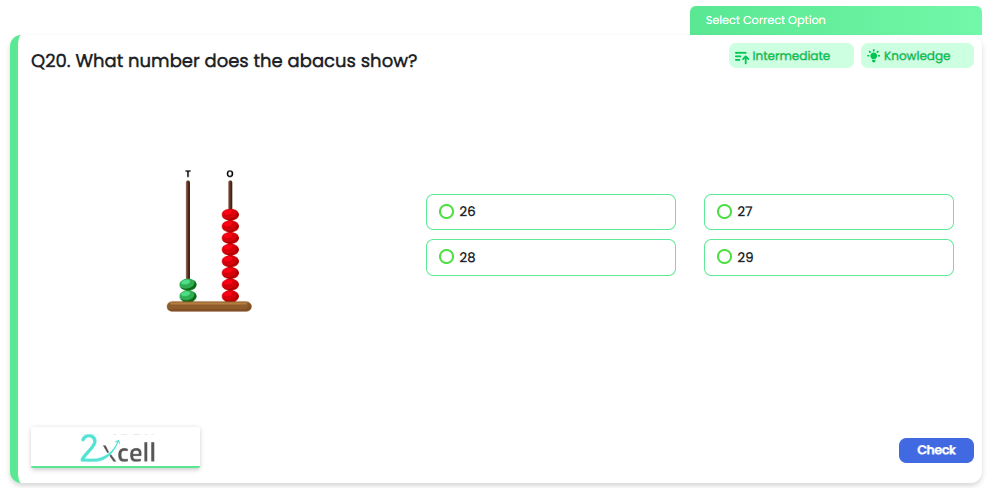 Select Correct Option
Q20. What number does the abacus show?
Intermediate
Knowledge
T O
26
27
28
29
2xcell
Check